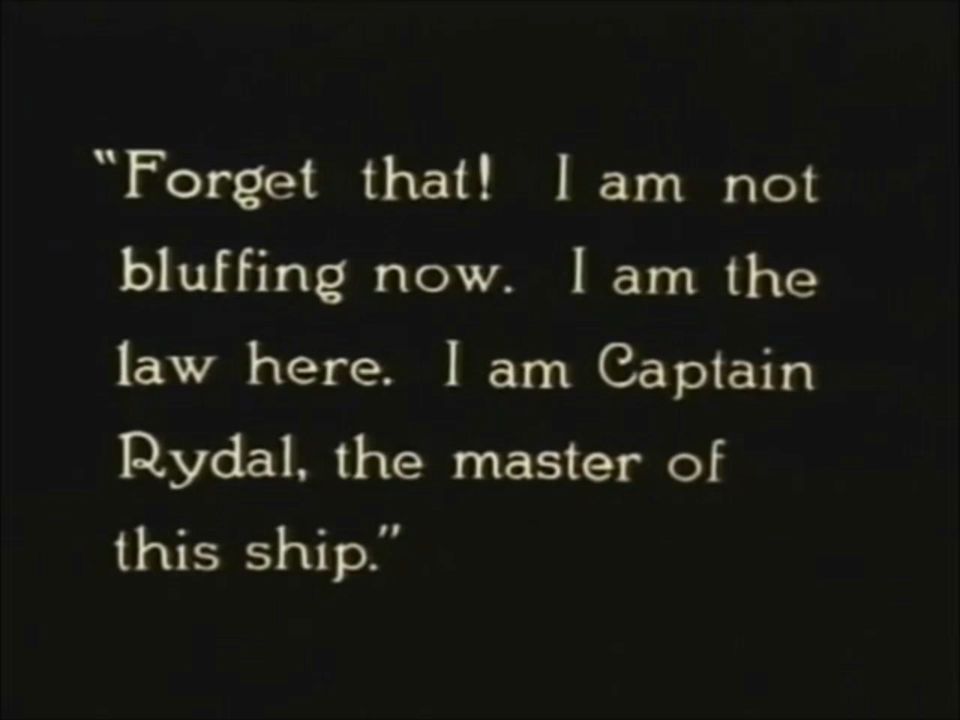 “Forget that! I am not
bluffing now. I am the
law here. I am Captain
Rydal, the master of
this ship.”